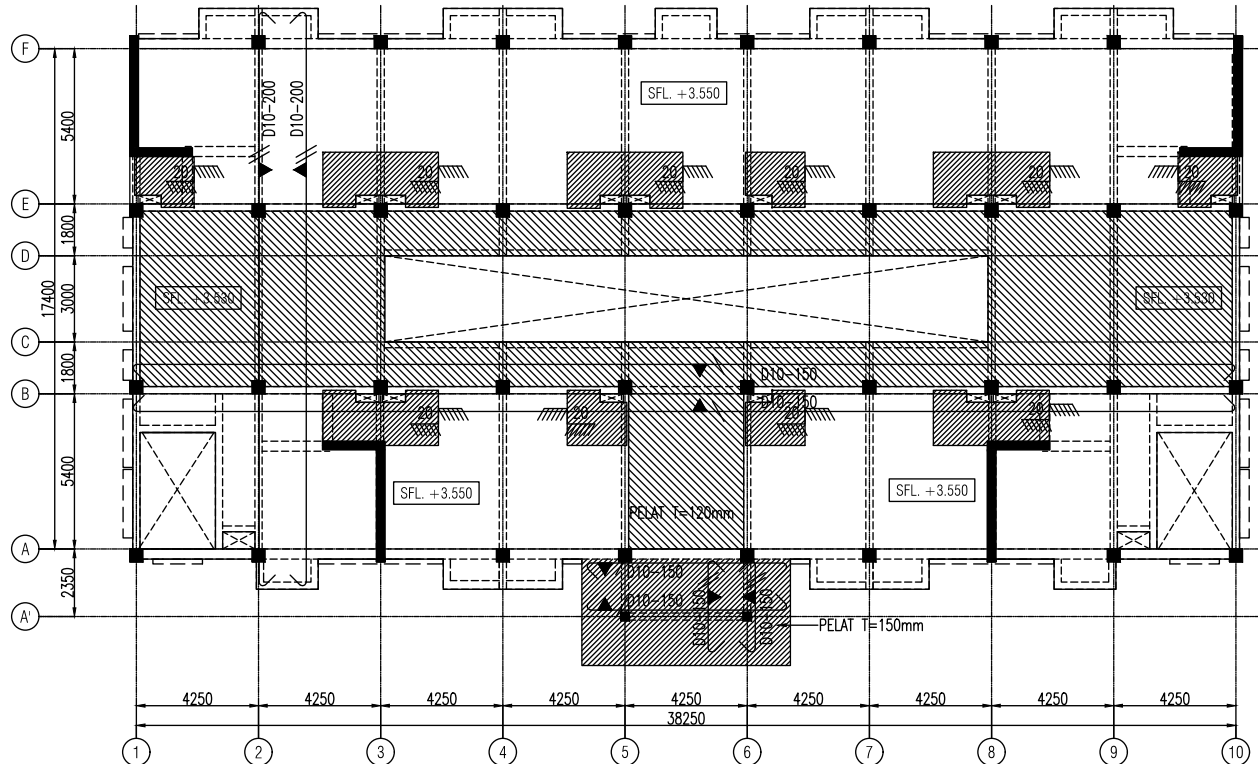 F
D10-200
D10-200
SFL. +3.550
5400
20
20
20
20
20
20
E
1800
D
17400
3000
SFL. +3.530
SFL. +3.530
C
1800
D10-150
B
D10-150
20
20
20
20
5400
SFL. +3.550
SFL. +3.550
PELAT T=120mm
A
D10-150
2350
D10-150
D10-150
D10-150
A'
PELAT T=150mm
4250
4250
4250
4250
4250
4250
4250
4250
4250
38250
1
2
3
4
5
6
7
8
9
10